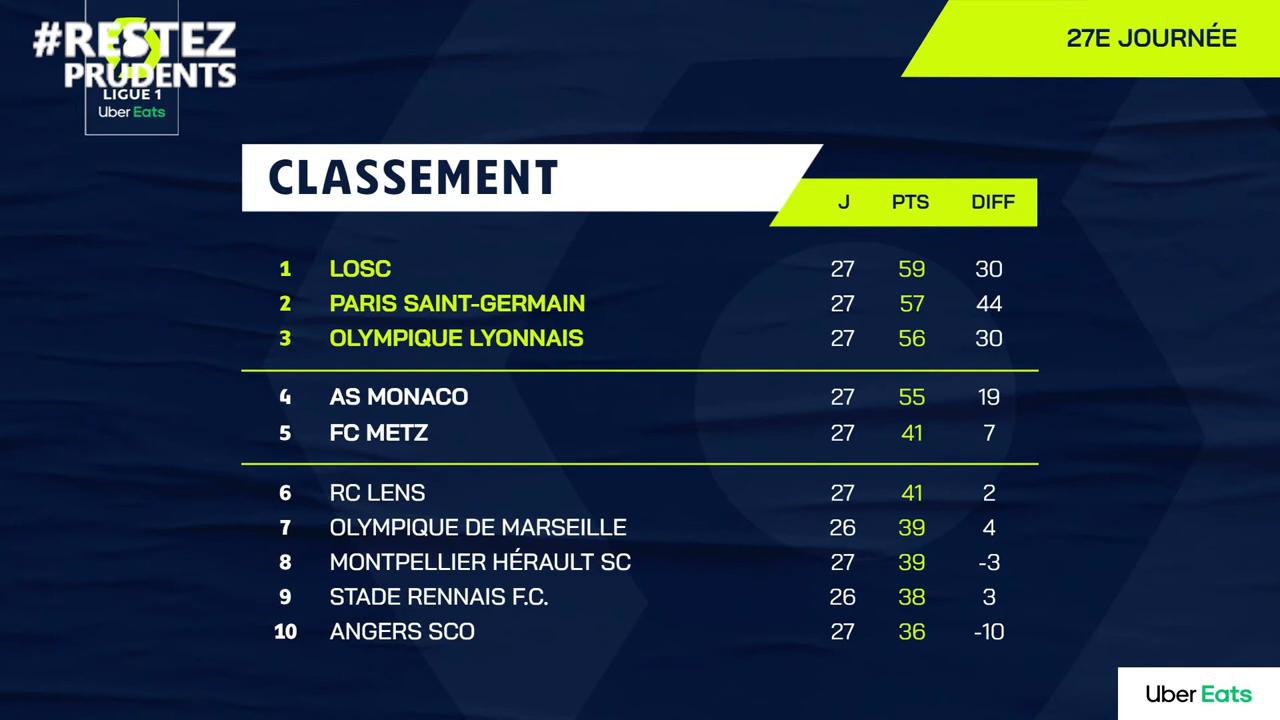 #RESTEZ
PRUDENTS
LIGUE 1
Uber Eats
27E JOURNÉE
CLASSEMENT
J PTS DIFF
1 LOSC 27 59 30
2 PARIS SAINT-GERMAIN 27 57 44
3 OLYMPIQUE LYONNAIS 27 56 30
4 AS MONACO 27 55 19
5 FC METZ 27 41 7
6 RC LENS 27 41 2
7 OLYMPIQUE DE MARSEILLE 26 39 4
8 MONTPELLIER HÉRAULT SC 27 39 -3
9 STADE RENNAIS F.C. 26 38 3
10 ANGERS SCO 27 36 -10
Uber Eats